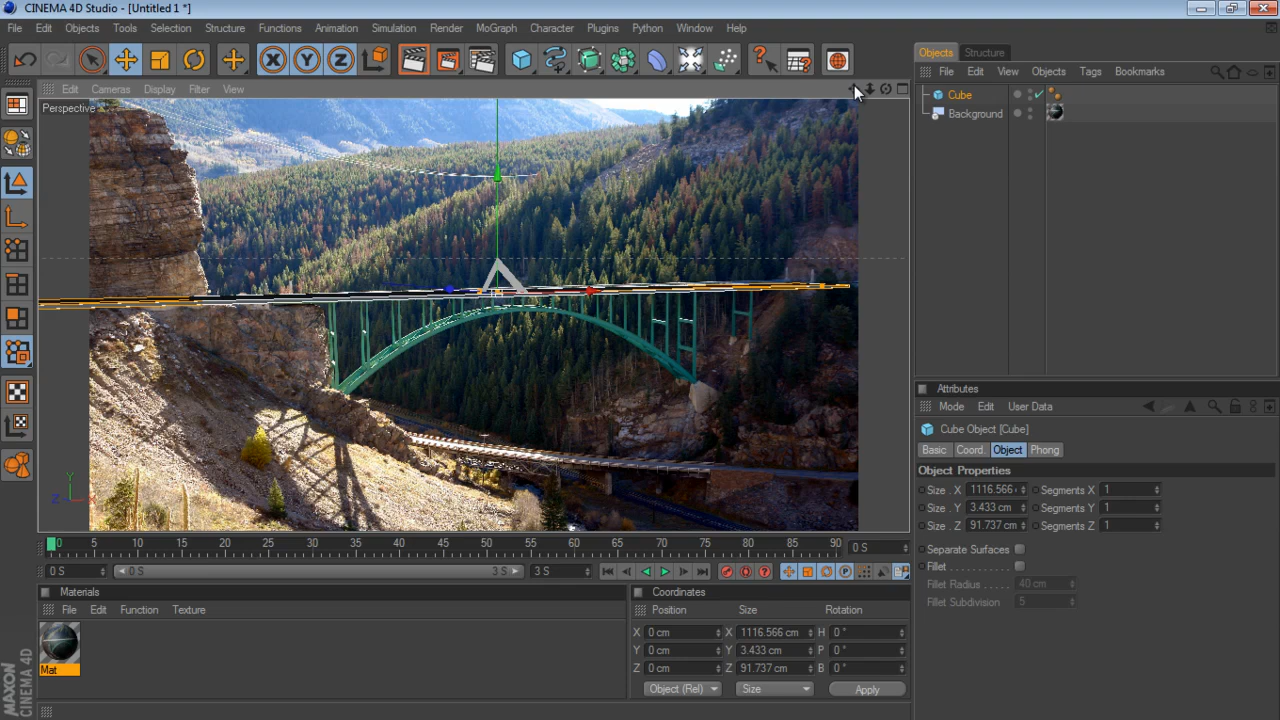 CINEMA 4D Studio - [Untitled 1 *]
File Edit Objects Tools Selection Structure Functions Animation Simulation Render MoGraph Character Plugins Python Window Help
Edit Cameras Display Filter View
Perspective
Y
Z X
0 5 10 15 20 25 30 35 40 45 50 55 60 65 70 75 80 85 90 0 S
0 S 0 S 3 S 3 S
Materials
File Edit Function Texture
Mat
MAXON
CINEMA 4D
Coordinates
Position Size Rotation
X 0 cm X 1116.566 cm H 0 °
Y 0 cm Y 3.433 cm P 0 °
Z 0 cm Z 91.737 cm B 0 °
Object (Rel) Size Apply
Objects Structure
File Edit View Objects Tags Bookmarks
Cube
Background
Attributes
Mode Edit User Data
Cube Object [Cube]
Basic Coord. Object Phong
Object Properties
Size . X 1116.566 Segments X 1
Size . Y 3.433 cm Segments Y 1
Size . Z 91.737 cm Segments Z 1
Separate Surfaces
Fillet
Fillet Radius 40 cm
Fillet Subdivision 5